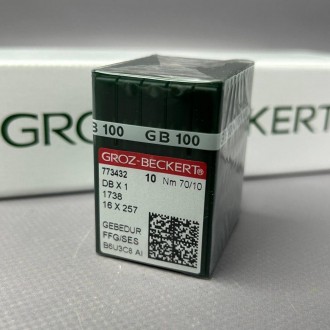 GROZ-BECKERT
B 100 GB 100
GROZ-BECKERT®
773432 10 Nm 70/10
DB X 1
1738
16 X 257
GEBEDUR
FFG/SES
B6U3C8 AI